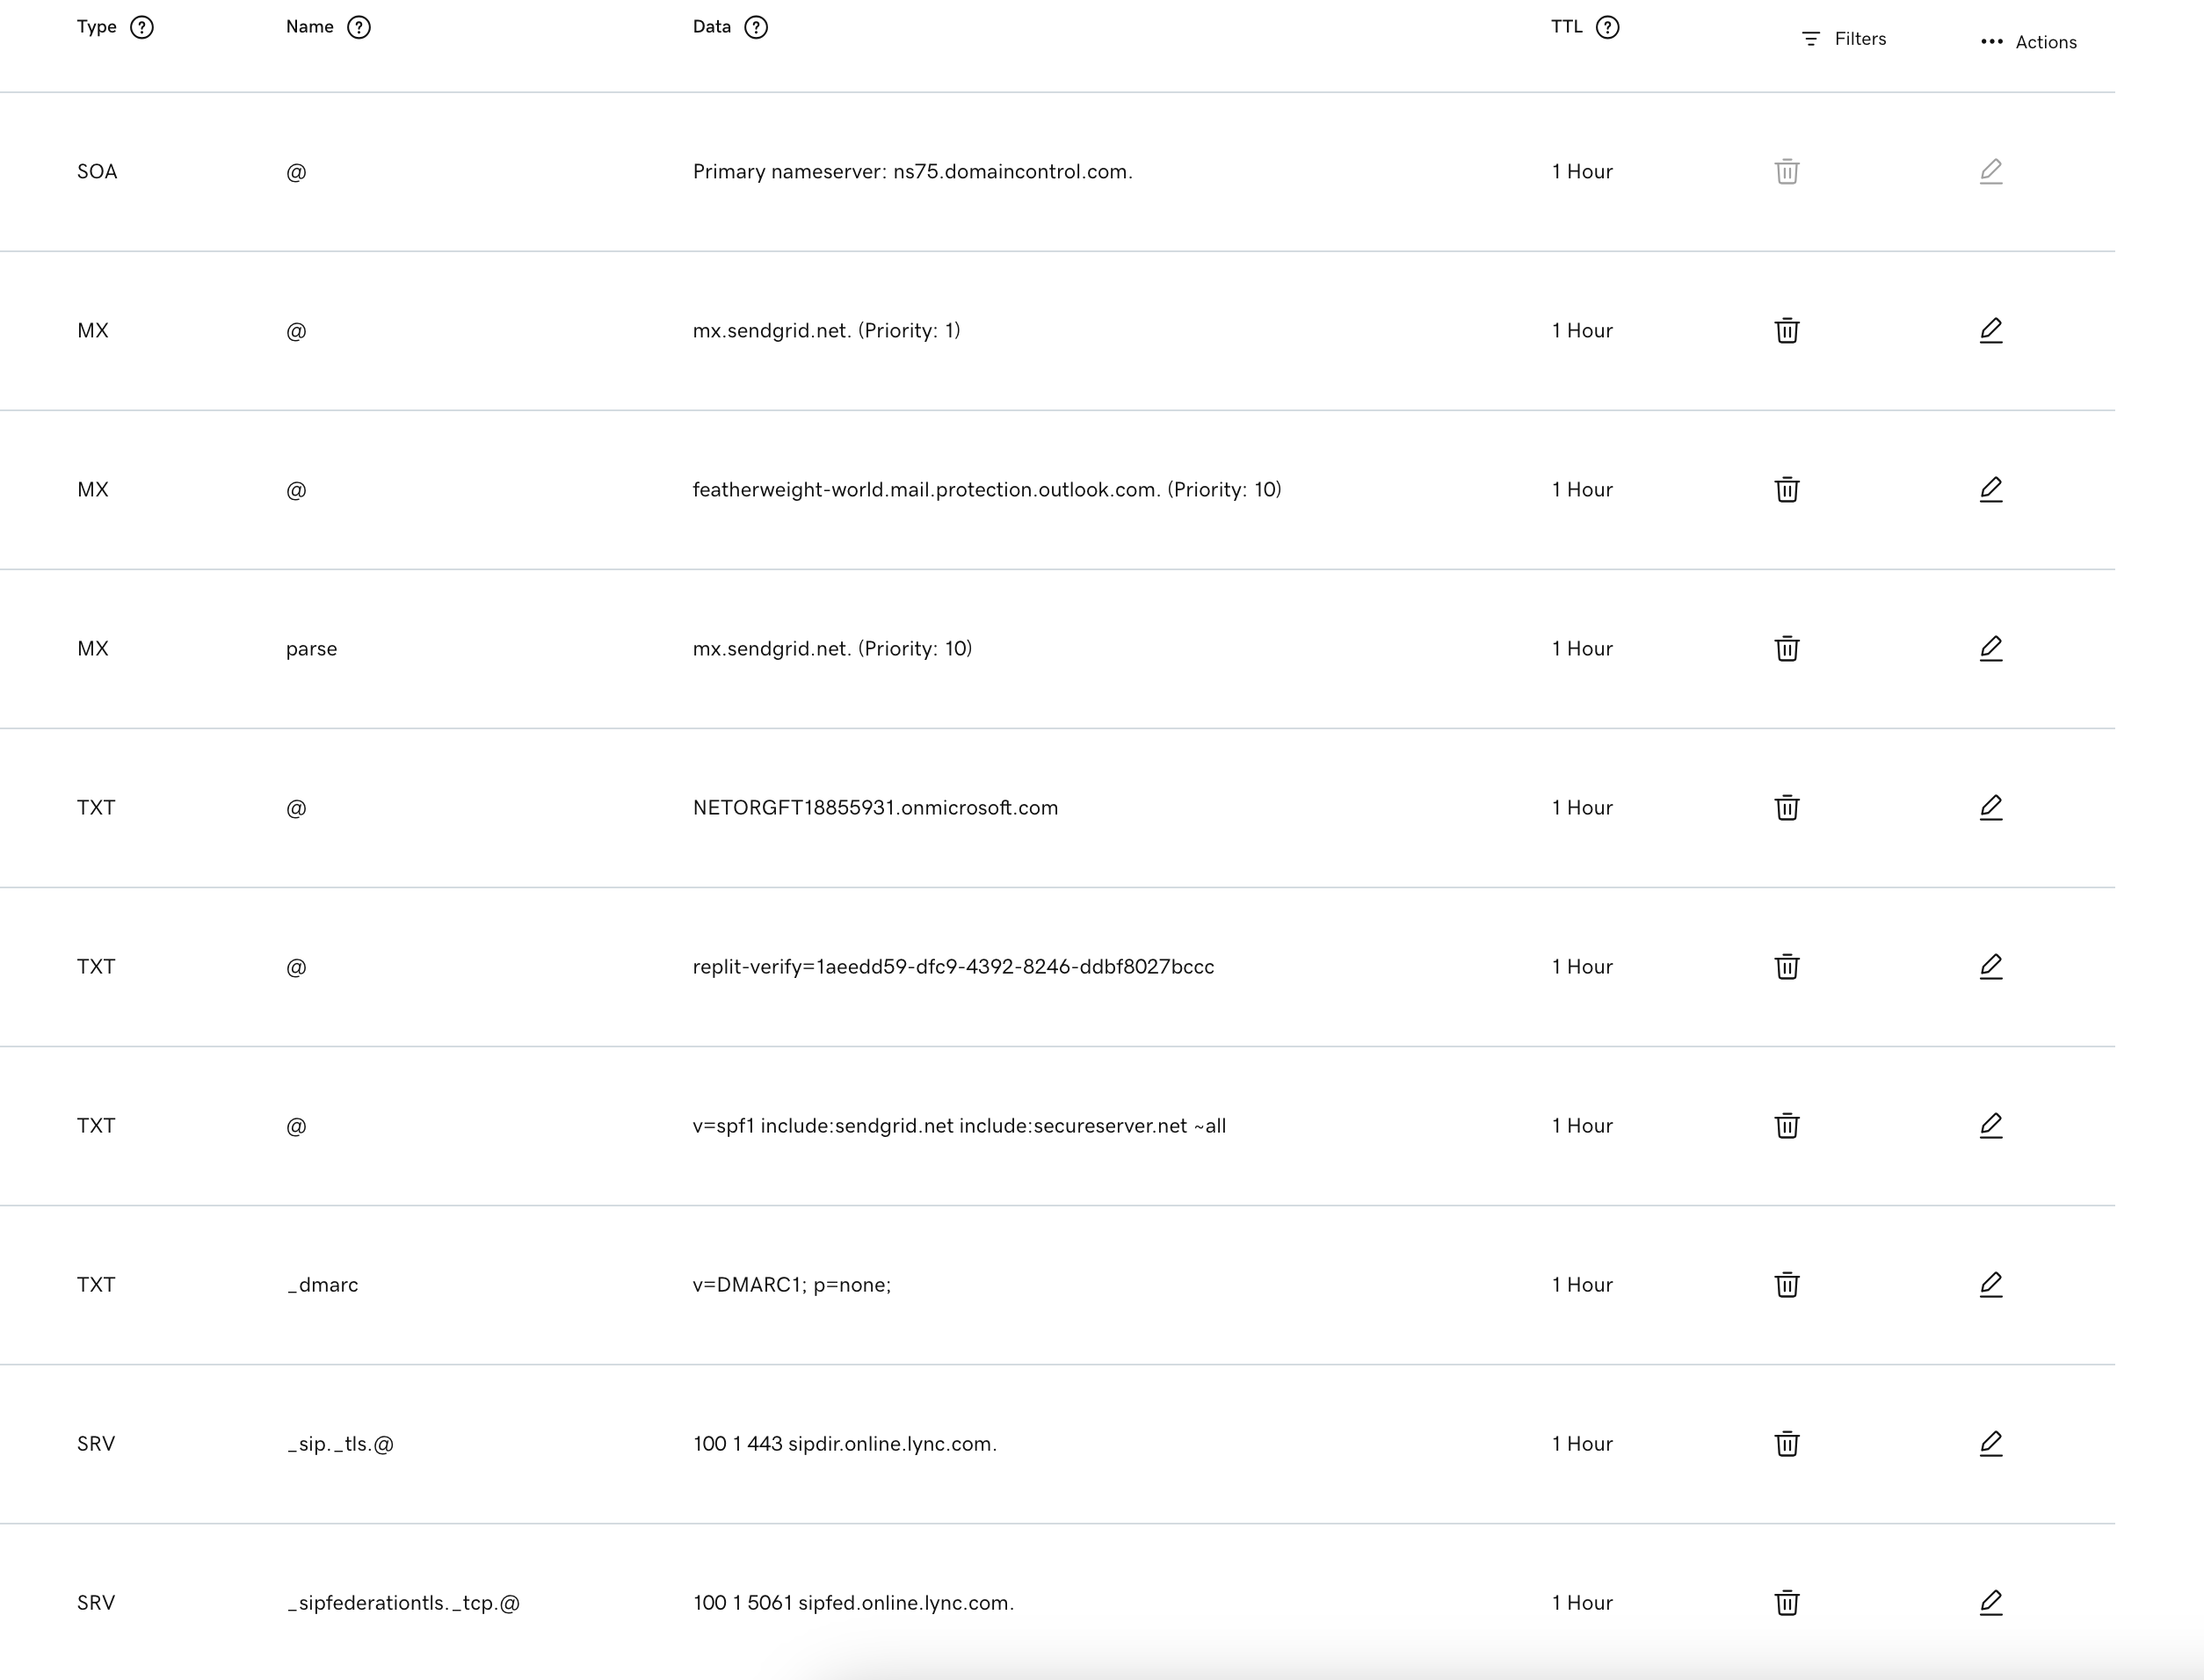 Type Name Data TTL Filters Actions
SOA @ Primary nameserver: ns75.domaincontrol.com. 1 Hour
MX @ mx.sendgrid.net. (Priority: 1) 1 Hour
MX @ featherweight-world.mail.protection.outlook.com. (Priority: 10) 1 Hour
MX parse mx.sendgrid.net. (Priority: 10) 1 Hour
TXT @ NETORGFT18855931.onmicrosoft.com 1 Hour
TXT @ replit-verify=1aeedd59-dfc9-4392-8246-ddbf8027bccc 1 Hour
TXT @ v=spf1 include:sendgrid.net include:secureserver.net ~all 1 Hour
TXT _dmarc v=DMARC1; p=none; 1 Hour
SRV _sip._tls.@ 100 1 443 sipdir.online.lync.com. 1 Hour
SRV _sipfederationtls._tcp.@ 100 1 5061 sipfed.online.lync.com. 1 Hour